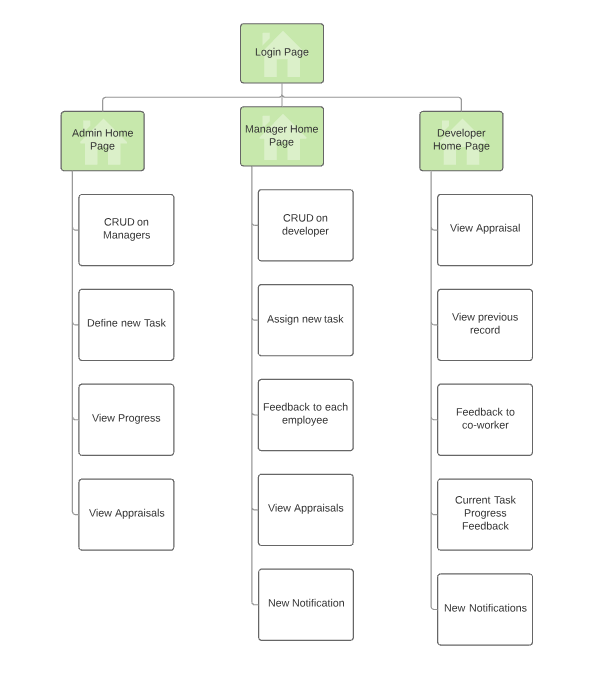 Login Page
Admin Home
Page
CRUD on
Managers
Define new Task
View Progress
View Appraisals
Manager Home
Page
CRUD on
developer
Assign new task
Feedback to each
employee
View Appraisals
New Notification
Developer
Home Page
View Appraisal
View previous
record
Feedback to
co-worker
Current Task
Progress
Feedback
New Notifications